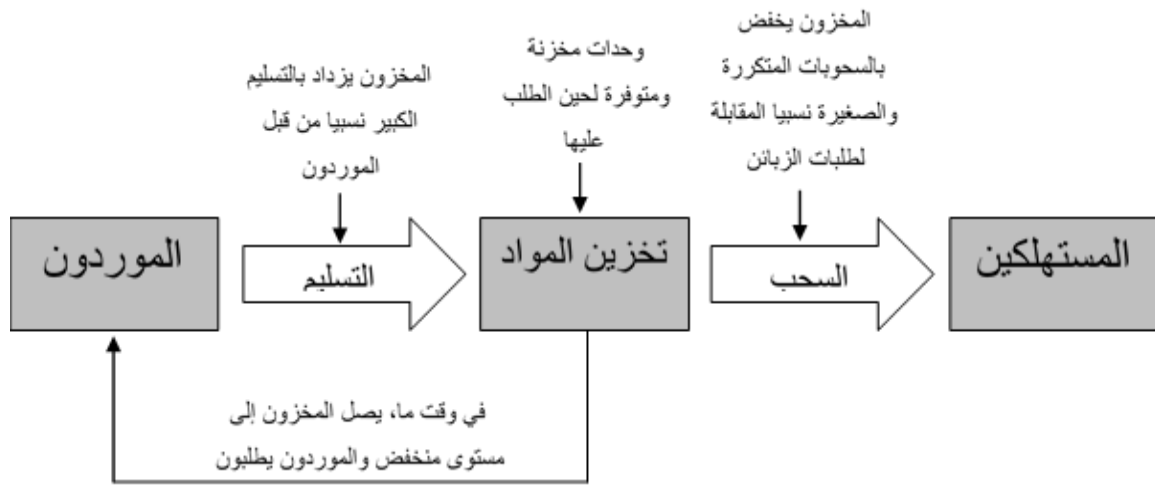 المخزون يخفض
بالسحوبات المتكررة
والصغيرة نسبيا المقابلة
لطلبات الزبائن
وحدات مخزنة
ومتوفرة لحين الطلب
عليها
المخزون يزداد بالتسليم
الكبير نسبيا من قبل
الموردون
الموردون
التسليم
تخزين المواد
السحب
المستهلكين
في وقت ما، يصل المخزون إلى
مستوى منخفض والموردون يطلبون